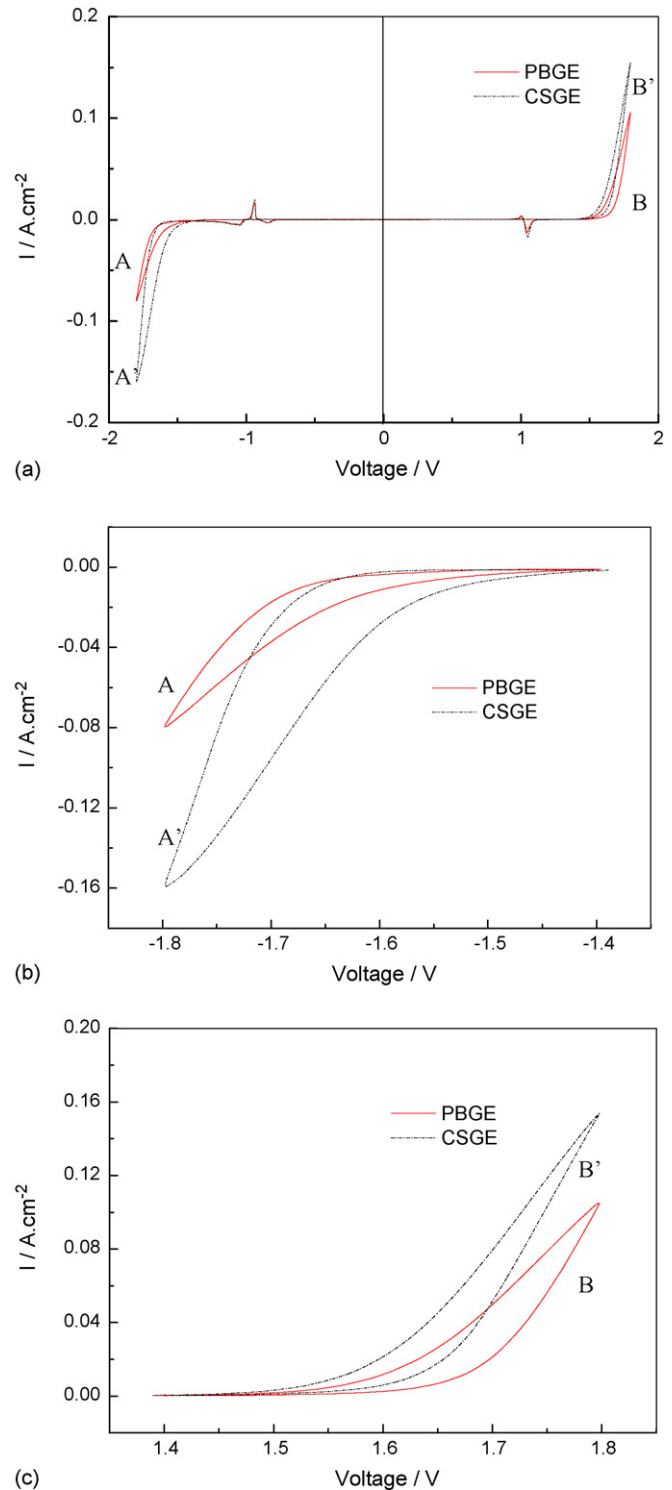 0.2
0.1
0.0
-0.1
-0.2
I / A.cm-2
PBGE
CSGE
B'
B
A
A'
-2
-1
0
1
2
Voltage / V
(a)
0.00
-0.04
-0.08
-0.12
-0.16
I / A.cm-2
A
PBGE
CSGE
A'
-1.8
-1.7
-1.6
-1.5
-1.4
Voltage / V
(b)
0.20
0.16
0.12
0.08
0.04
0.00
I / A.cm-2
PBGE
CSGE
B'
B
1.4
1.5
1.6
1.7
1.8
Voltage / V
(c)